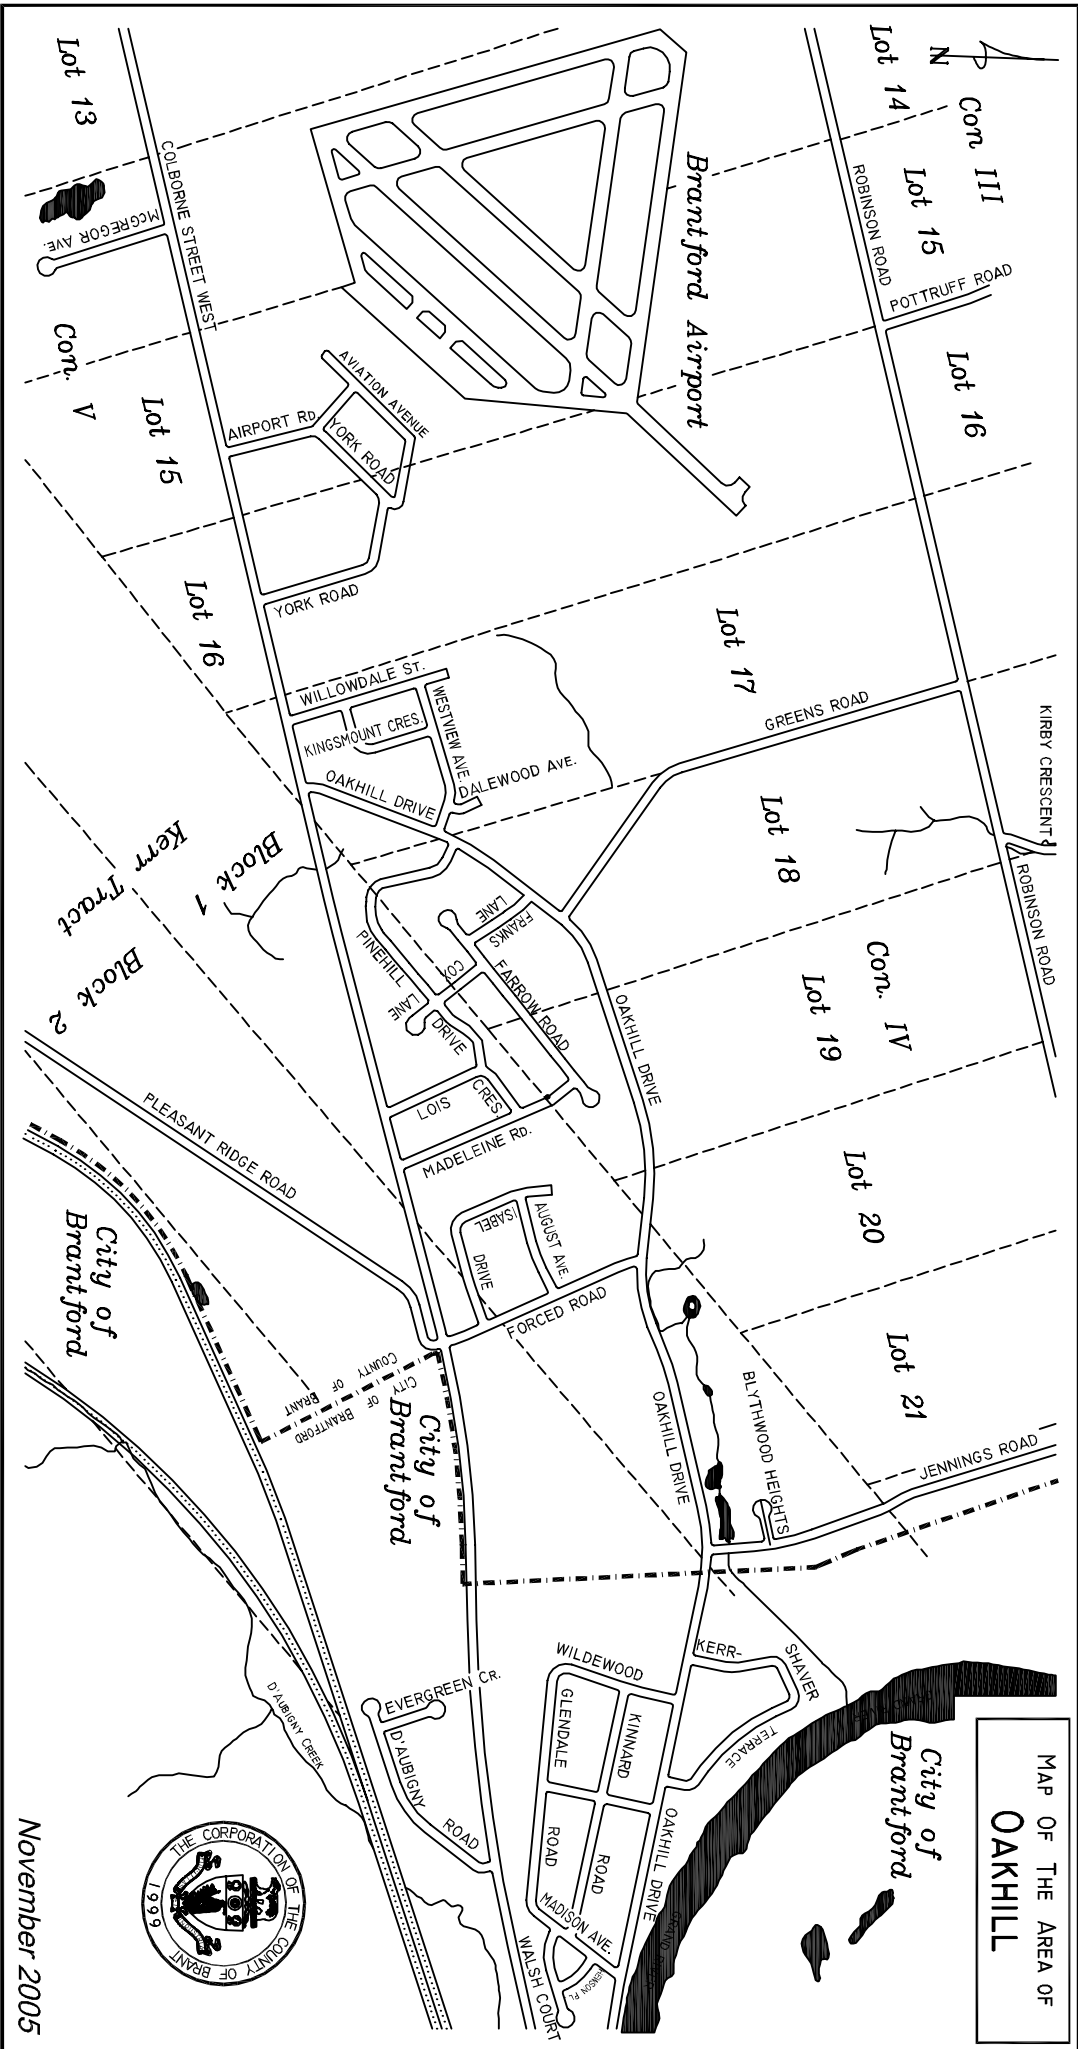 MAP OF THE AREA OF
OAKHILL
N
Con III
Lot 14
Lot 15
Lot 16
ROBINSON ROAD
POTTRUFF ROAD
KIRBY CRESCENT
ROBINSON ROAD
Brantford Airport
Lot 17
GREENS ROAD
Lot 18
Con. IV
Lot 19
Lot 20
Lot 21
JENNINGS ROAD
BLYTHWOOD HEIGHTS
City of
Brantford
Lot 13
COLBORNE STREET WEST
McGREGOR AVE.
Con. V
Lot 15
Lot 16
AIRPORT RD.
AVIATION AVENUE
YORK ROAD
YORK ROAD
WILLOWDALE ST.
WESTVIEW AVE.
KINGSMOUNT CRES.
DALEWOOD AVE.
OAKHILL DRIVE
FRANKS
LANE
FARROW ROAD
COX
DRIVE
PINEHILL
LANE
OAKHILL DRIVE
LOIS
CRES.
MADELEINE RD.
AUGUST AVE.
ISABEL
DRIVE
FORCED ROAD
OAKHILL DRIVE
Kerr
Tract
Block 1
Block 2
PLEASANT RIDGE ROAD
City of
Brantford
COUNTY OF BRANT
CITY OF BRANTFORD
City of
Brantford
KERR-
SHAVER
TERRACE
WILDEWOOD
GLENDALE
ROAD
KINNARD
ROAD
OAKHILL DRIVE
MADISON AVE.
WALSH COURT
EVERGREEN CR.
D'AUBIGNY
ROAD
D'AUBIGNY CREEK
GRAND RIVER
THE CORPORATION OF THE COUNTY OF BRANT
1999
November 2005